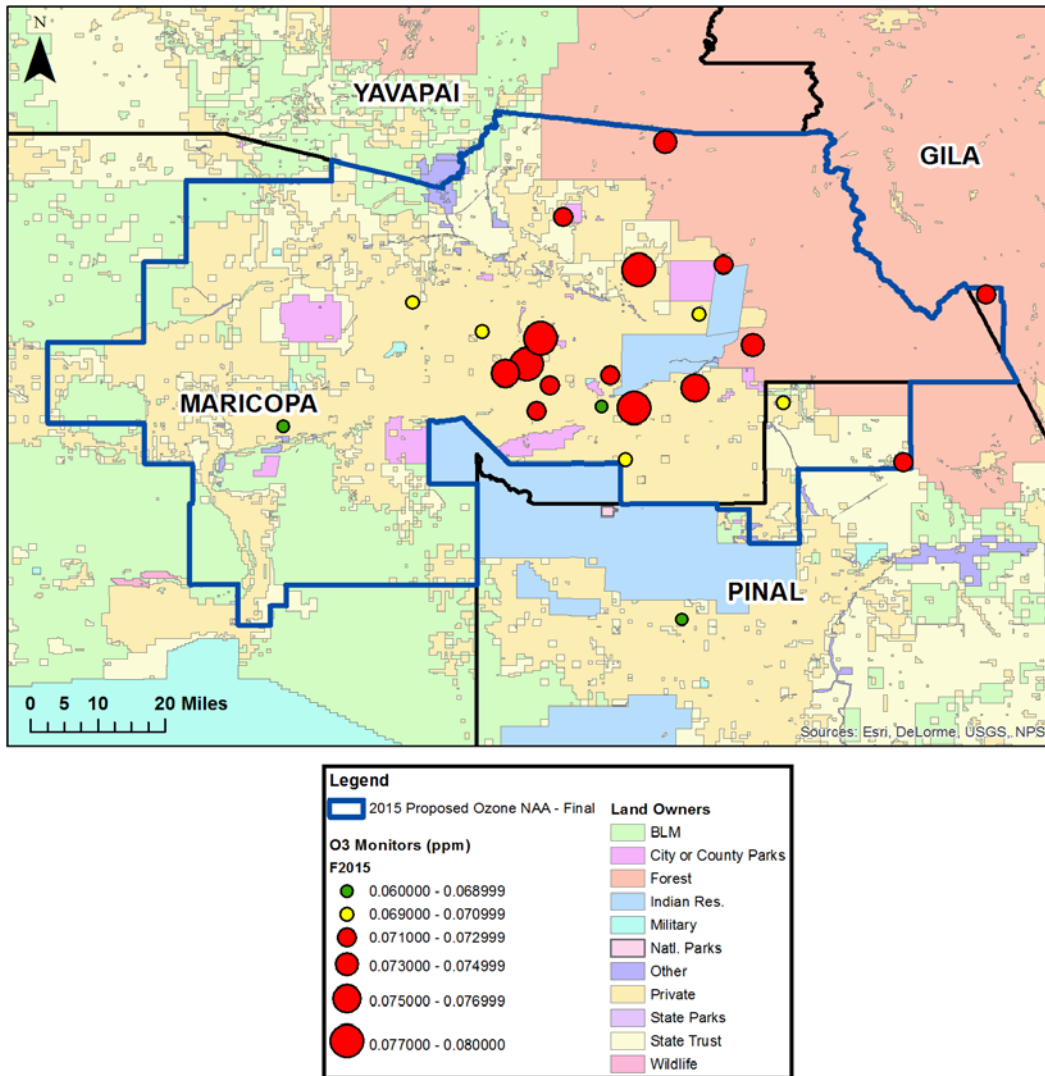 N
YAVAPAI
GILA
MARICOPA
PINAL
0 5 10 20 Miles
Sources: Esri, DeLorme, USGS, NPS
Legend
2015 Proposed Ozone NAA - Final
O3 Monitors (ppm)
F2015
0.060000 - 0.068999
0.069000 - 0.070999
0.071000 - 0.072999
0.073000 - 0.074999
0.075000 - 0.076999
0.077000 - 0.080000
Land Owners
BLM
City or County Parks
Forest
Indian Res.
Military
Natl. Parks
Other
Private
State Parks
State Trust
Wildlife